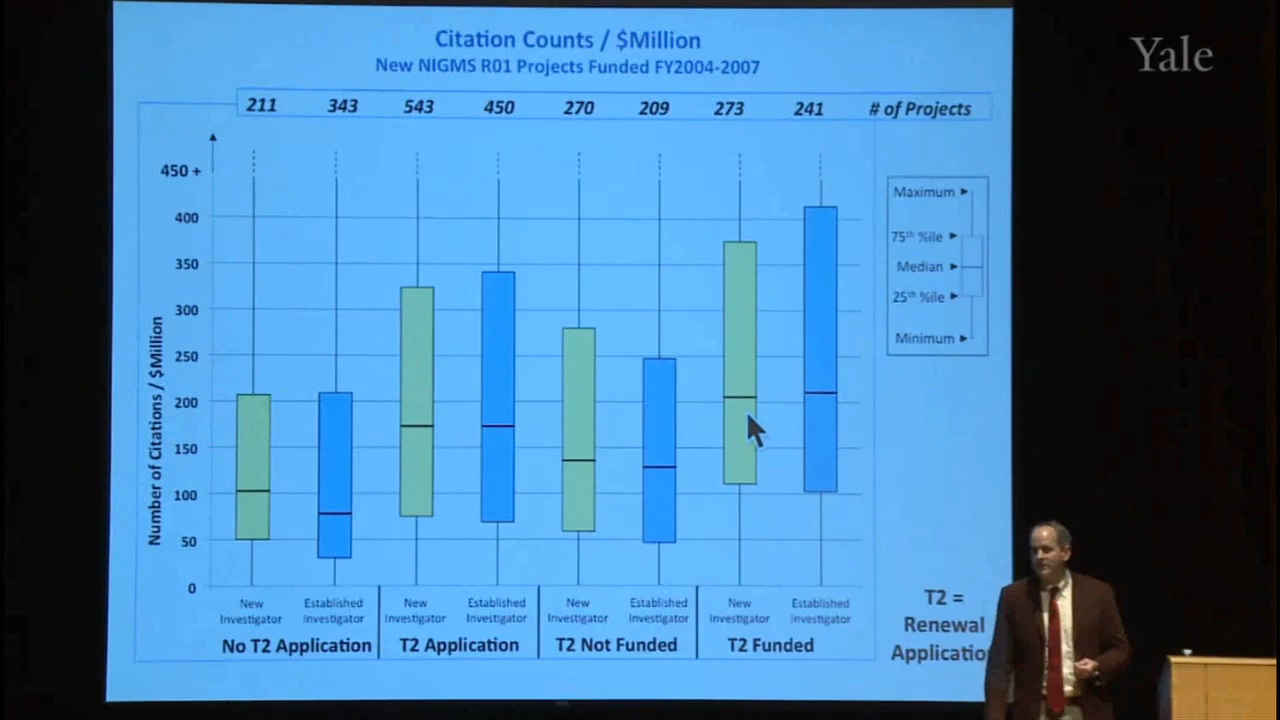 Citation Counts / $Million
New NIGMS R01 Projects Funded FY2004-2007
Yale
211 343 543 450 270 209 273 241 # of Projects
450 +
400
350
300
250
200
150
100
50
0
Number of Citations / $Million
Maximum
75th %ile
Median
25th %ile
Minimum
New Investigator
Established Investigator
New Investigator
Established Investigator
New Investigator
Established Investigator
New Investigator
Established Investigator
No T2 Application
T2 Application
T2 Not Funded
T2 Funded
T2 =
Renewal
Applicatio